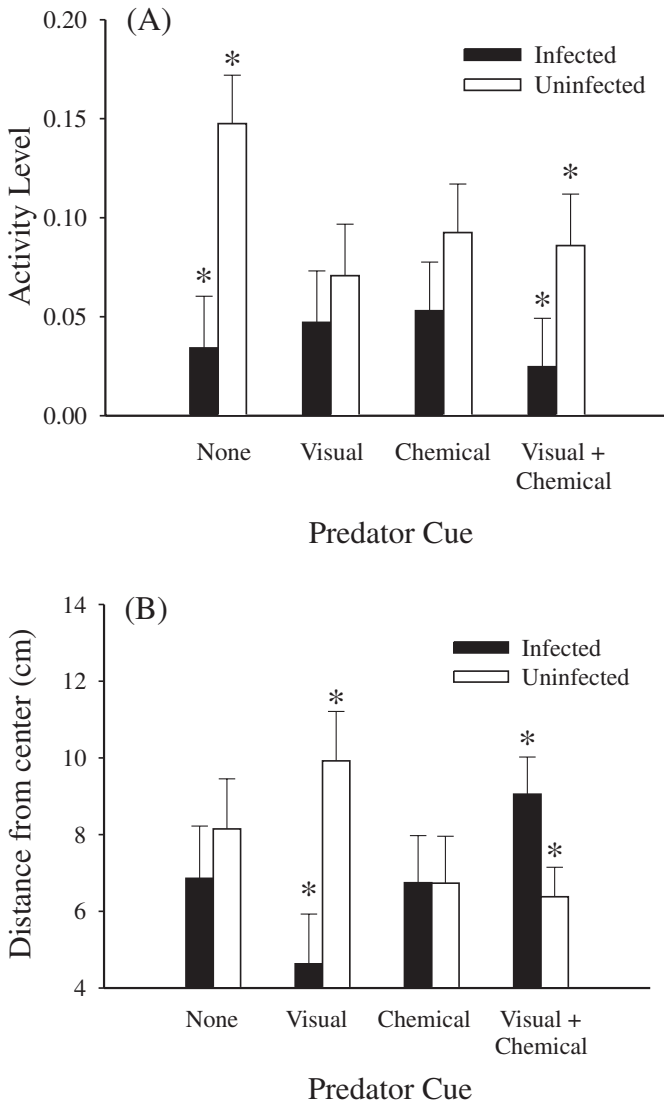 (A)
0.20
0.15
0.10
0.05
0.00
Activity Level
Infected
Uninfected
*
*
*
*
None
Visual
Chemical
Visual +
Chemical
Predator Cue
(B)
14
12
10
8
6
4
Distance from center (cm)
Infected
Uninfected
*
*
*
*
None
Visual
Chemical
Visual +
Chemical
Predator Cue